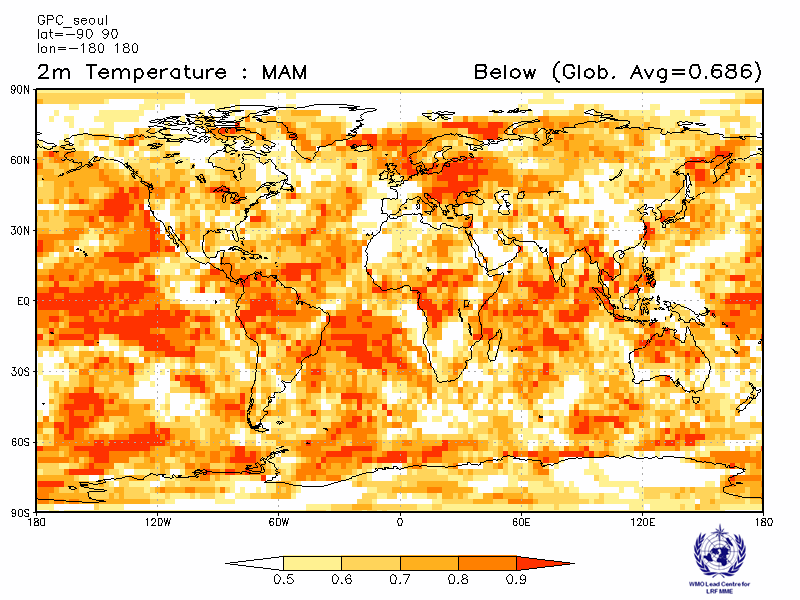 GPC_seoul
lat=−90 90
lon=−180 180
2m Temperature : MAM Below (Glob. Avg=0.686)
90N
60N
30N
EQ
30S
60S
90S
180 120W 60W 0 60E 120E 180
0.5 0.6 0.7 0.8 0.9
WMO Lead Centre for
LRF MME